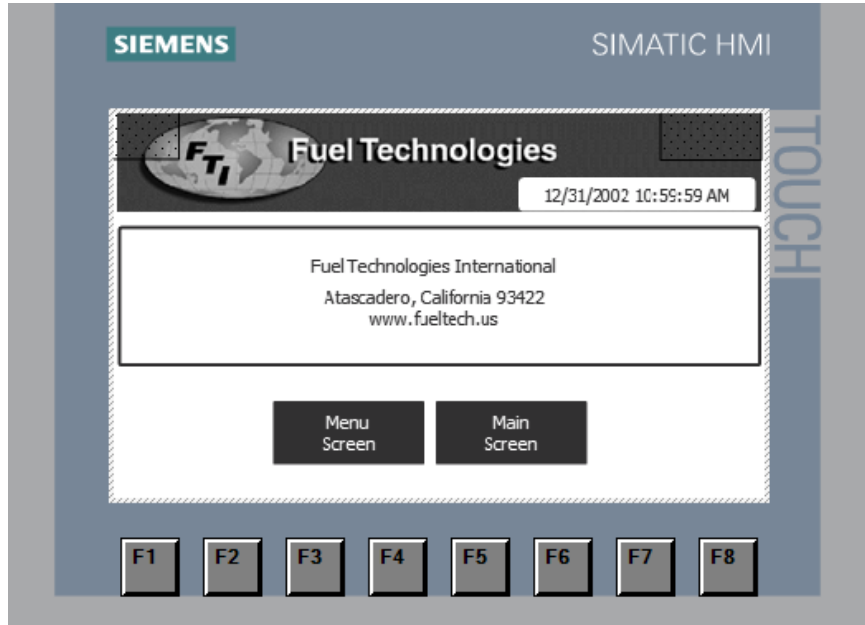 SIEMENS
SIMATIC HMI
TOUCH
FTI
Fuel Technologies
12/31/2002 10:59:59 AM
Fuel Technologies International
Atascadero, California 93422
www.fueltech.us
Menu
Screen
Main
Screen
F1 F2 F3 F4 F5 F6 F7 F8